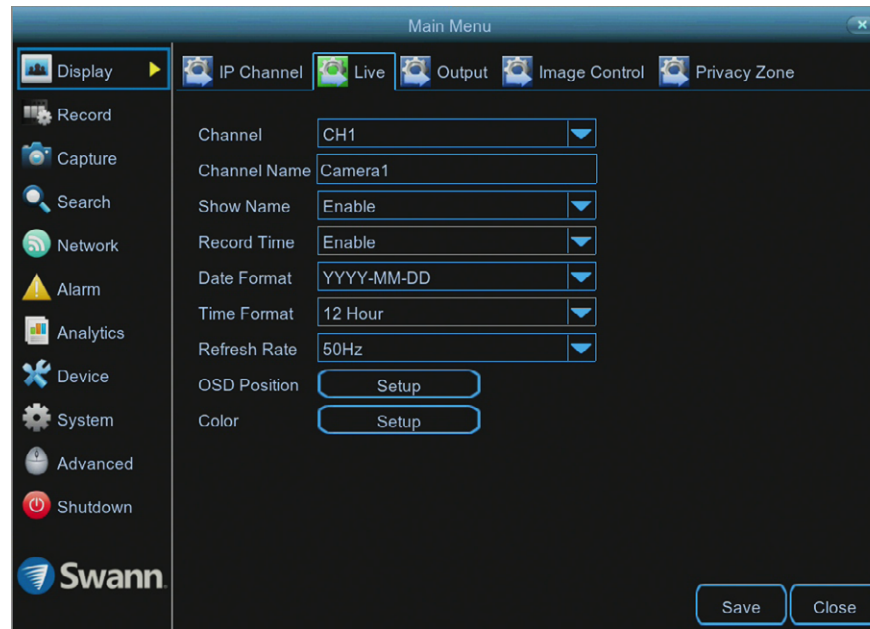 Main Menu
Display
Record
Capture
Search
Network
Alarm
Analytics
Device
System
Advanced
Shutdown
Swann
IP Channel Live Output Image Control Privacy Zone
Channel CH1
Channel Name Camera1
Show Name Enable
Record Time Enable
Date Format YYYY-MM-DD
Time Format 12 Hour
Refresh Rate 50Hz
OSD Position Setup
Color Setup
Save Close